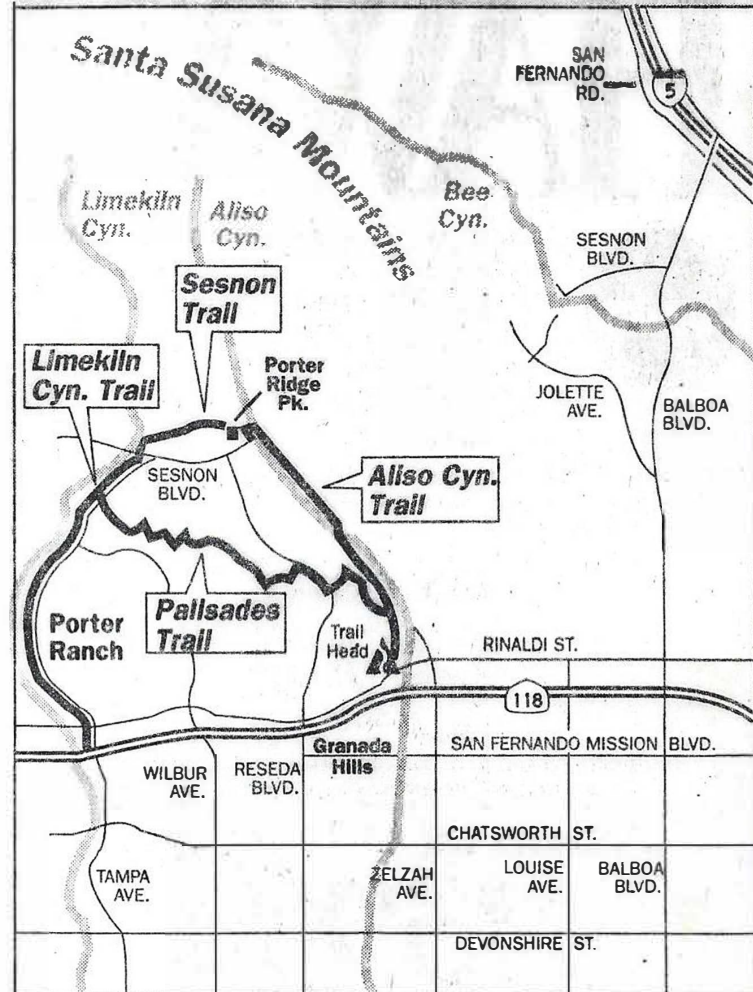 Santa Susana Mountains
SAN
FERNANDO
RD.
5
Limekiln
Cyn.
Aliso
Cyn.
Bee
Cyn.
SESNON
BLVD.
Sesnon
Trail
Limekiln
Cyn. Trail
Porter
Ridge
Pk.
JOLETTE
AVE.
BALBOA
BLVD.
SESNON
BLVD.
Aliso Cyn.
Trail
Palisades
Trail
Porter
Ranch
Trail
Head
RINALDI ST.
118
Granada
Hills
SAN FERNANDO MISSION BLVD.
WILBUR
AVE.
RESEDA
BLVD.
CHATSWORTH ST.
TAMPA
AVE.
ZELZAH
AVE.
LOUISE
AVE.
BALBOA
BLVD.
DEVONSHIRE ST.